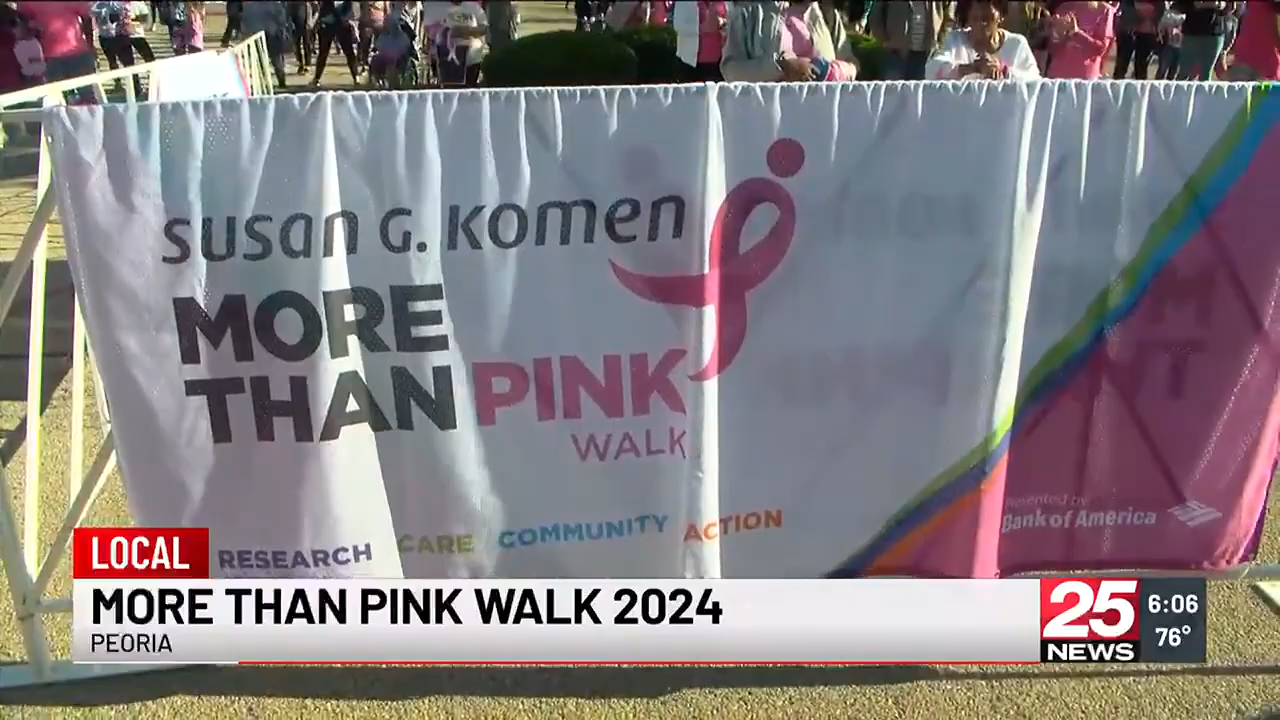 susan g. komen
MORE
THAN PINK
WALK
RESEARCH CARE COMMUNITY ACTION
Presented by
Bank of America
LOCAL
MORE THAN PINK WALK 2024
PEORIA
25
NEWS
6:06
76°